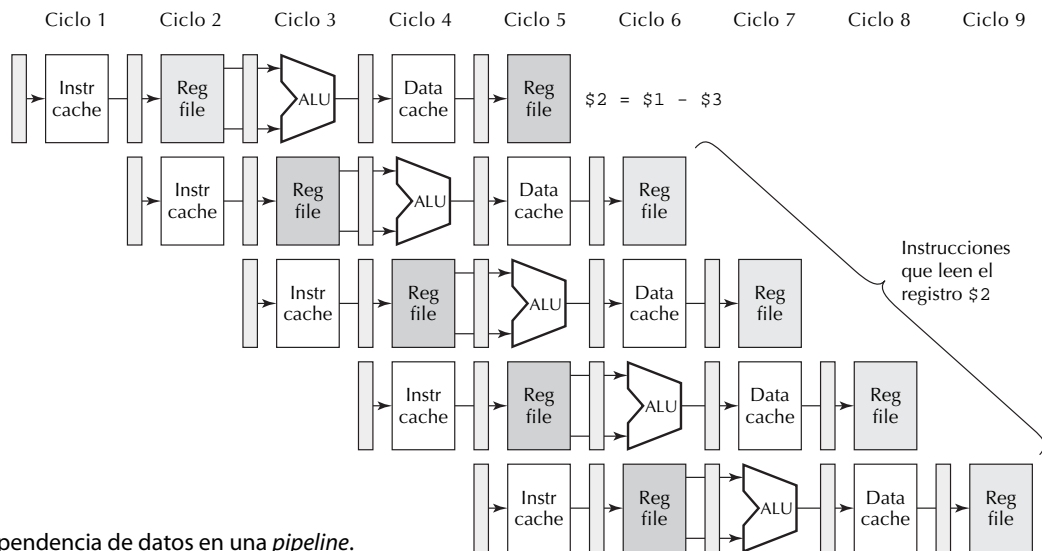 Ciclo 1 Ciclo 2 Ciclo 3 Ciclo 4 Ciclo 5 Ciclo 6 Ciclo 7 Ciclo 8 Ciclo 9
Instr cache Reg file ALU Data cache Reg file $2 = $1 - $3
Instr cache Reg file ALU Data cache Reg file
Instr cache Reg file ALU Data cache Reg file
Instrucciones
que leen el
registro $2
Instr cache Reg file ALU Data cache Reg file
Instr cache Reg file ALU Data cache Reg file
pendencia de datos en una pipeline.